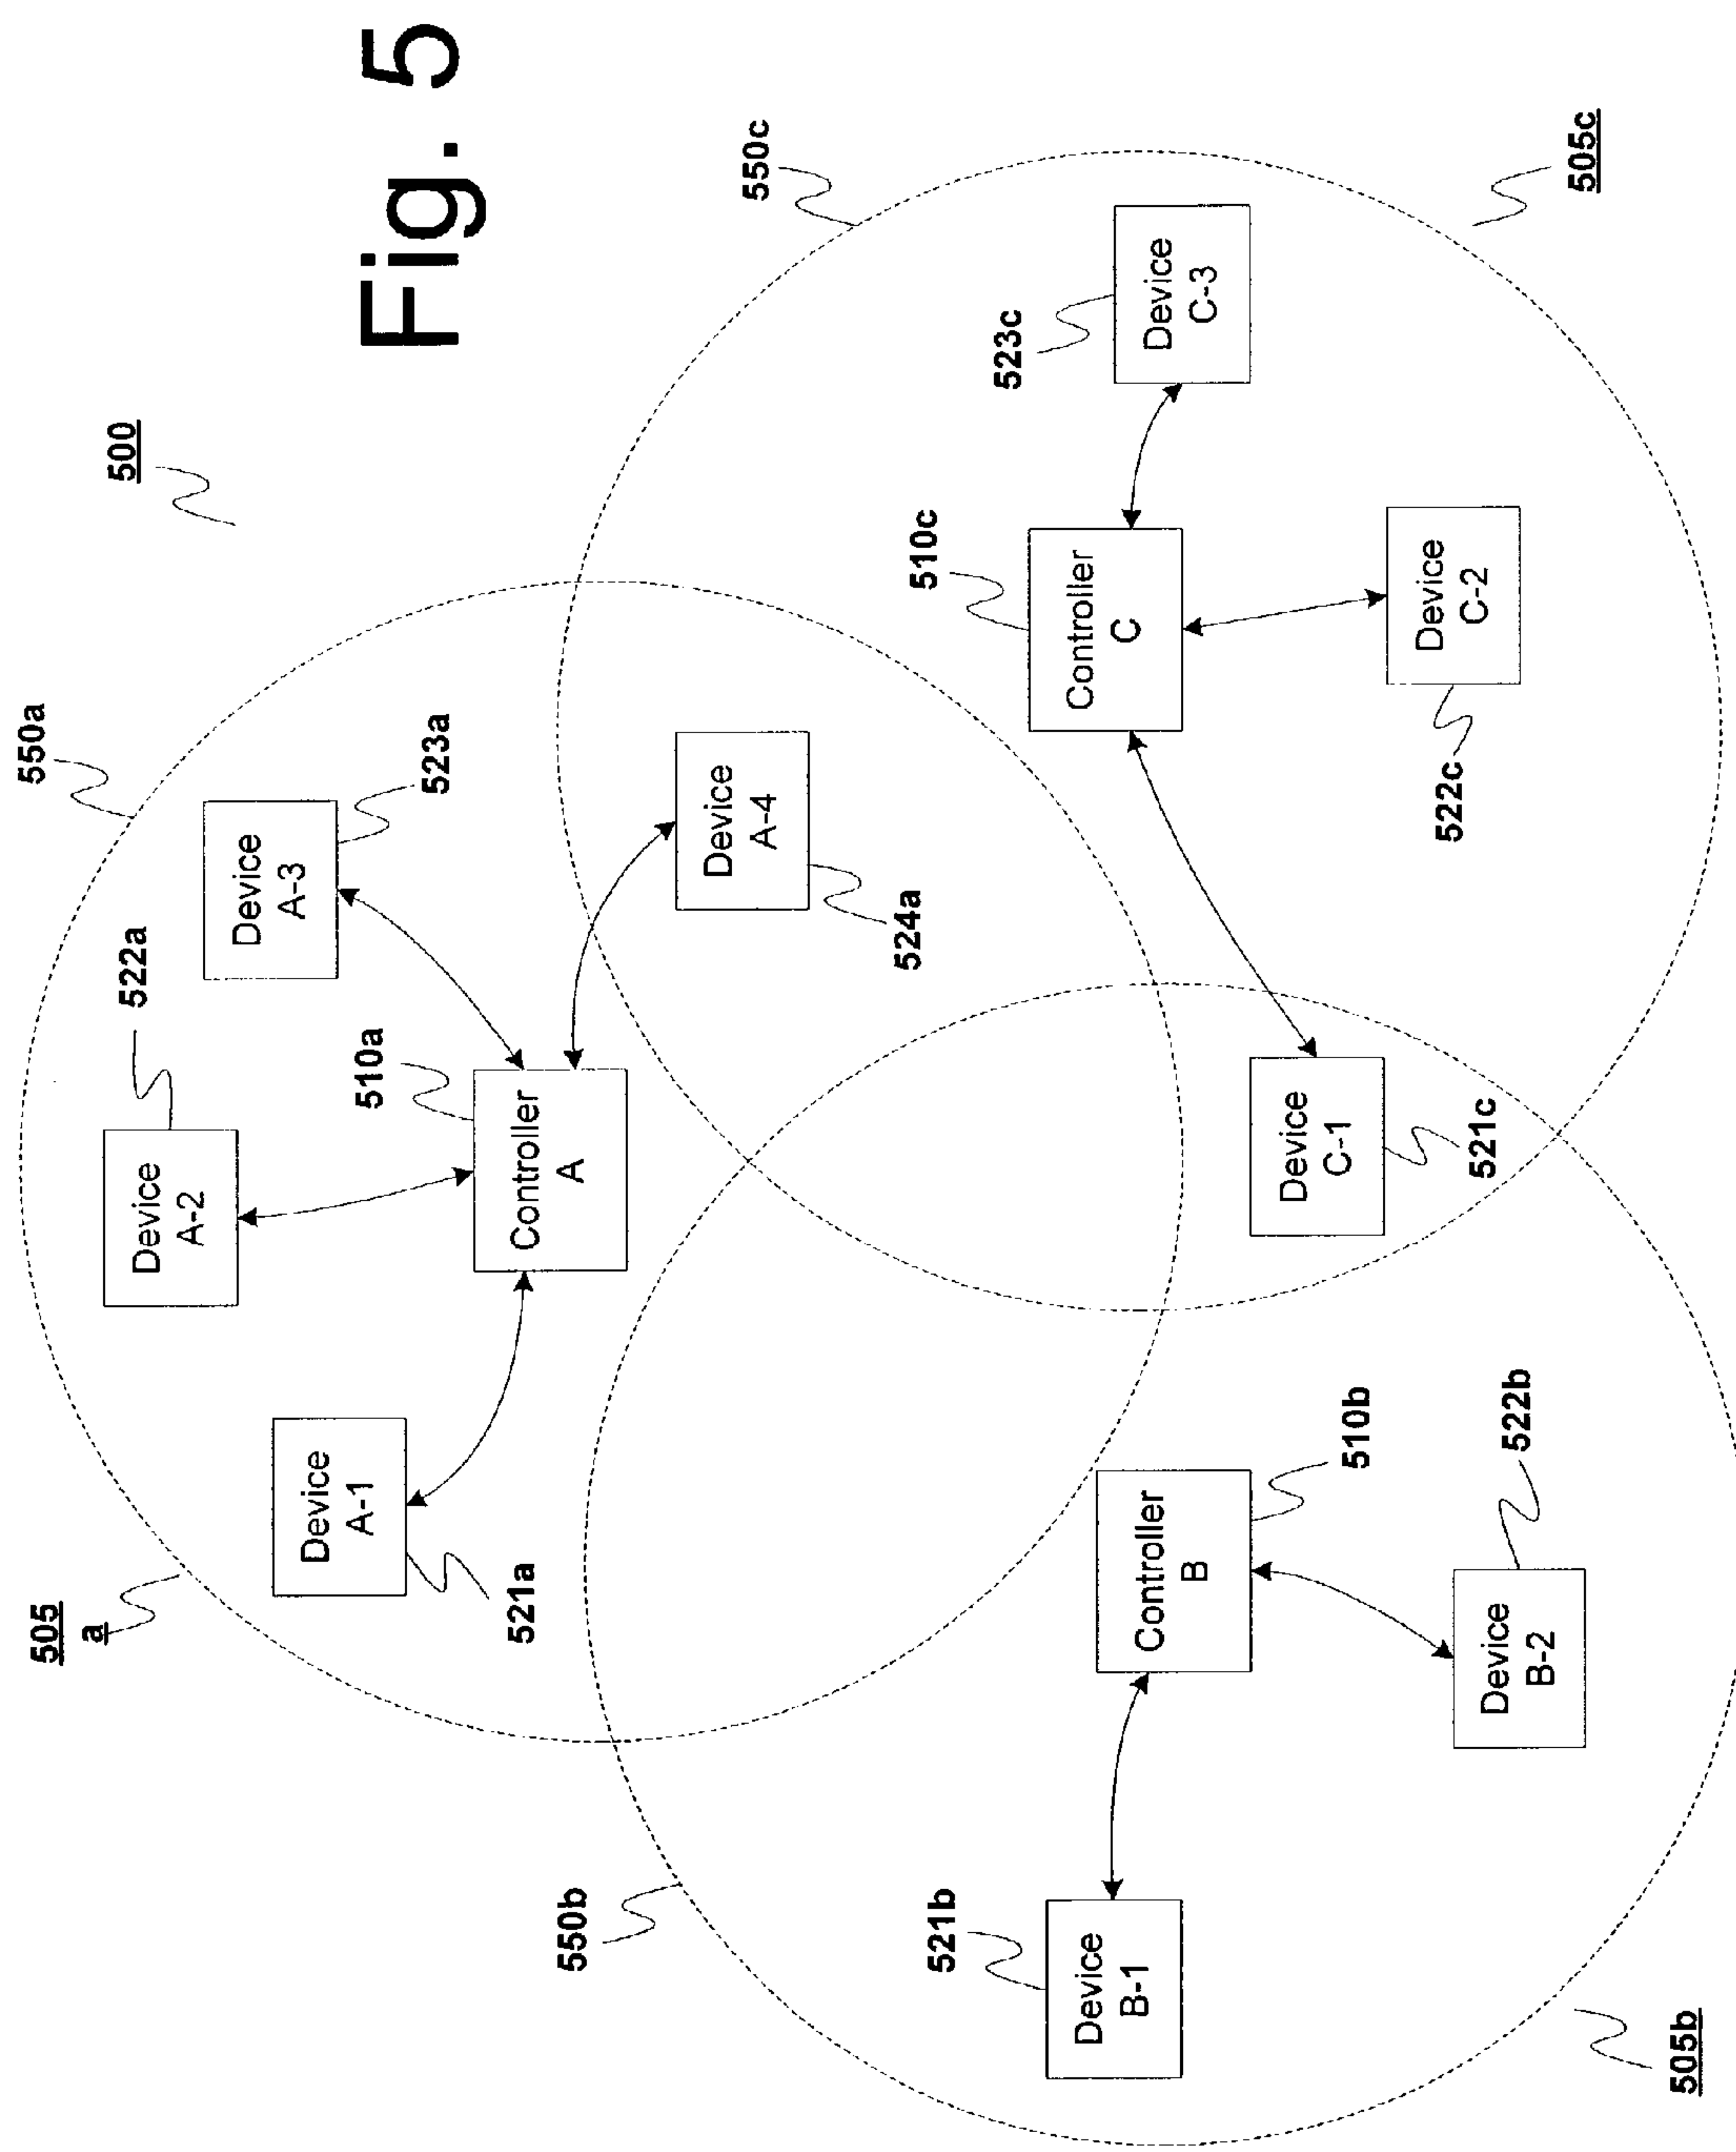 Fig. 5
500
505
a
550a
522a
Device
A-2
Device
A-3
523a
Device
A-1
521a
510a
Controller
A
Device
A-4
524a
550b
550c
521b
Device
B-1
Controller
B
510b
Device
B-2
522b
505b
510c
Controller
C
523c
Device
C-3
Device
C-1
521c
Device
C-2
522c
505c